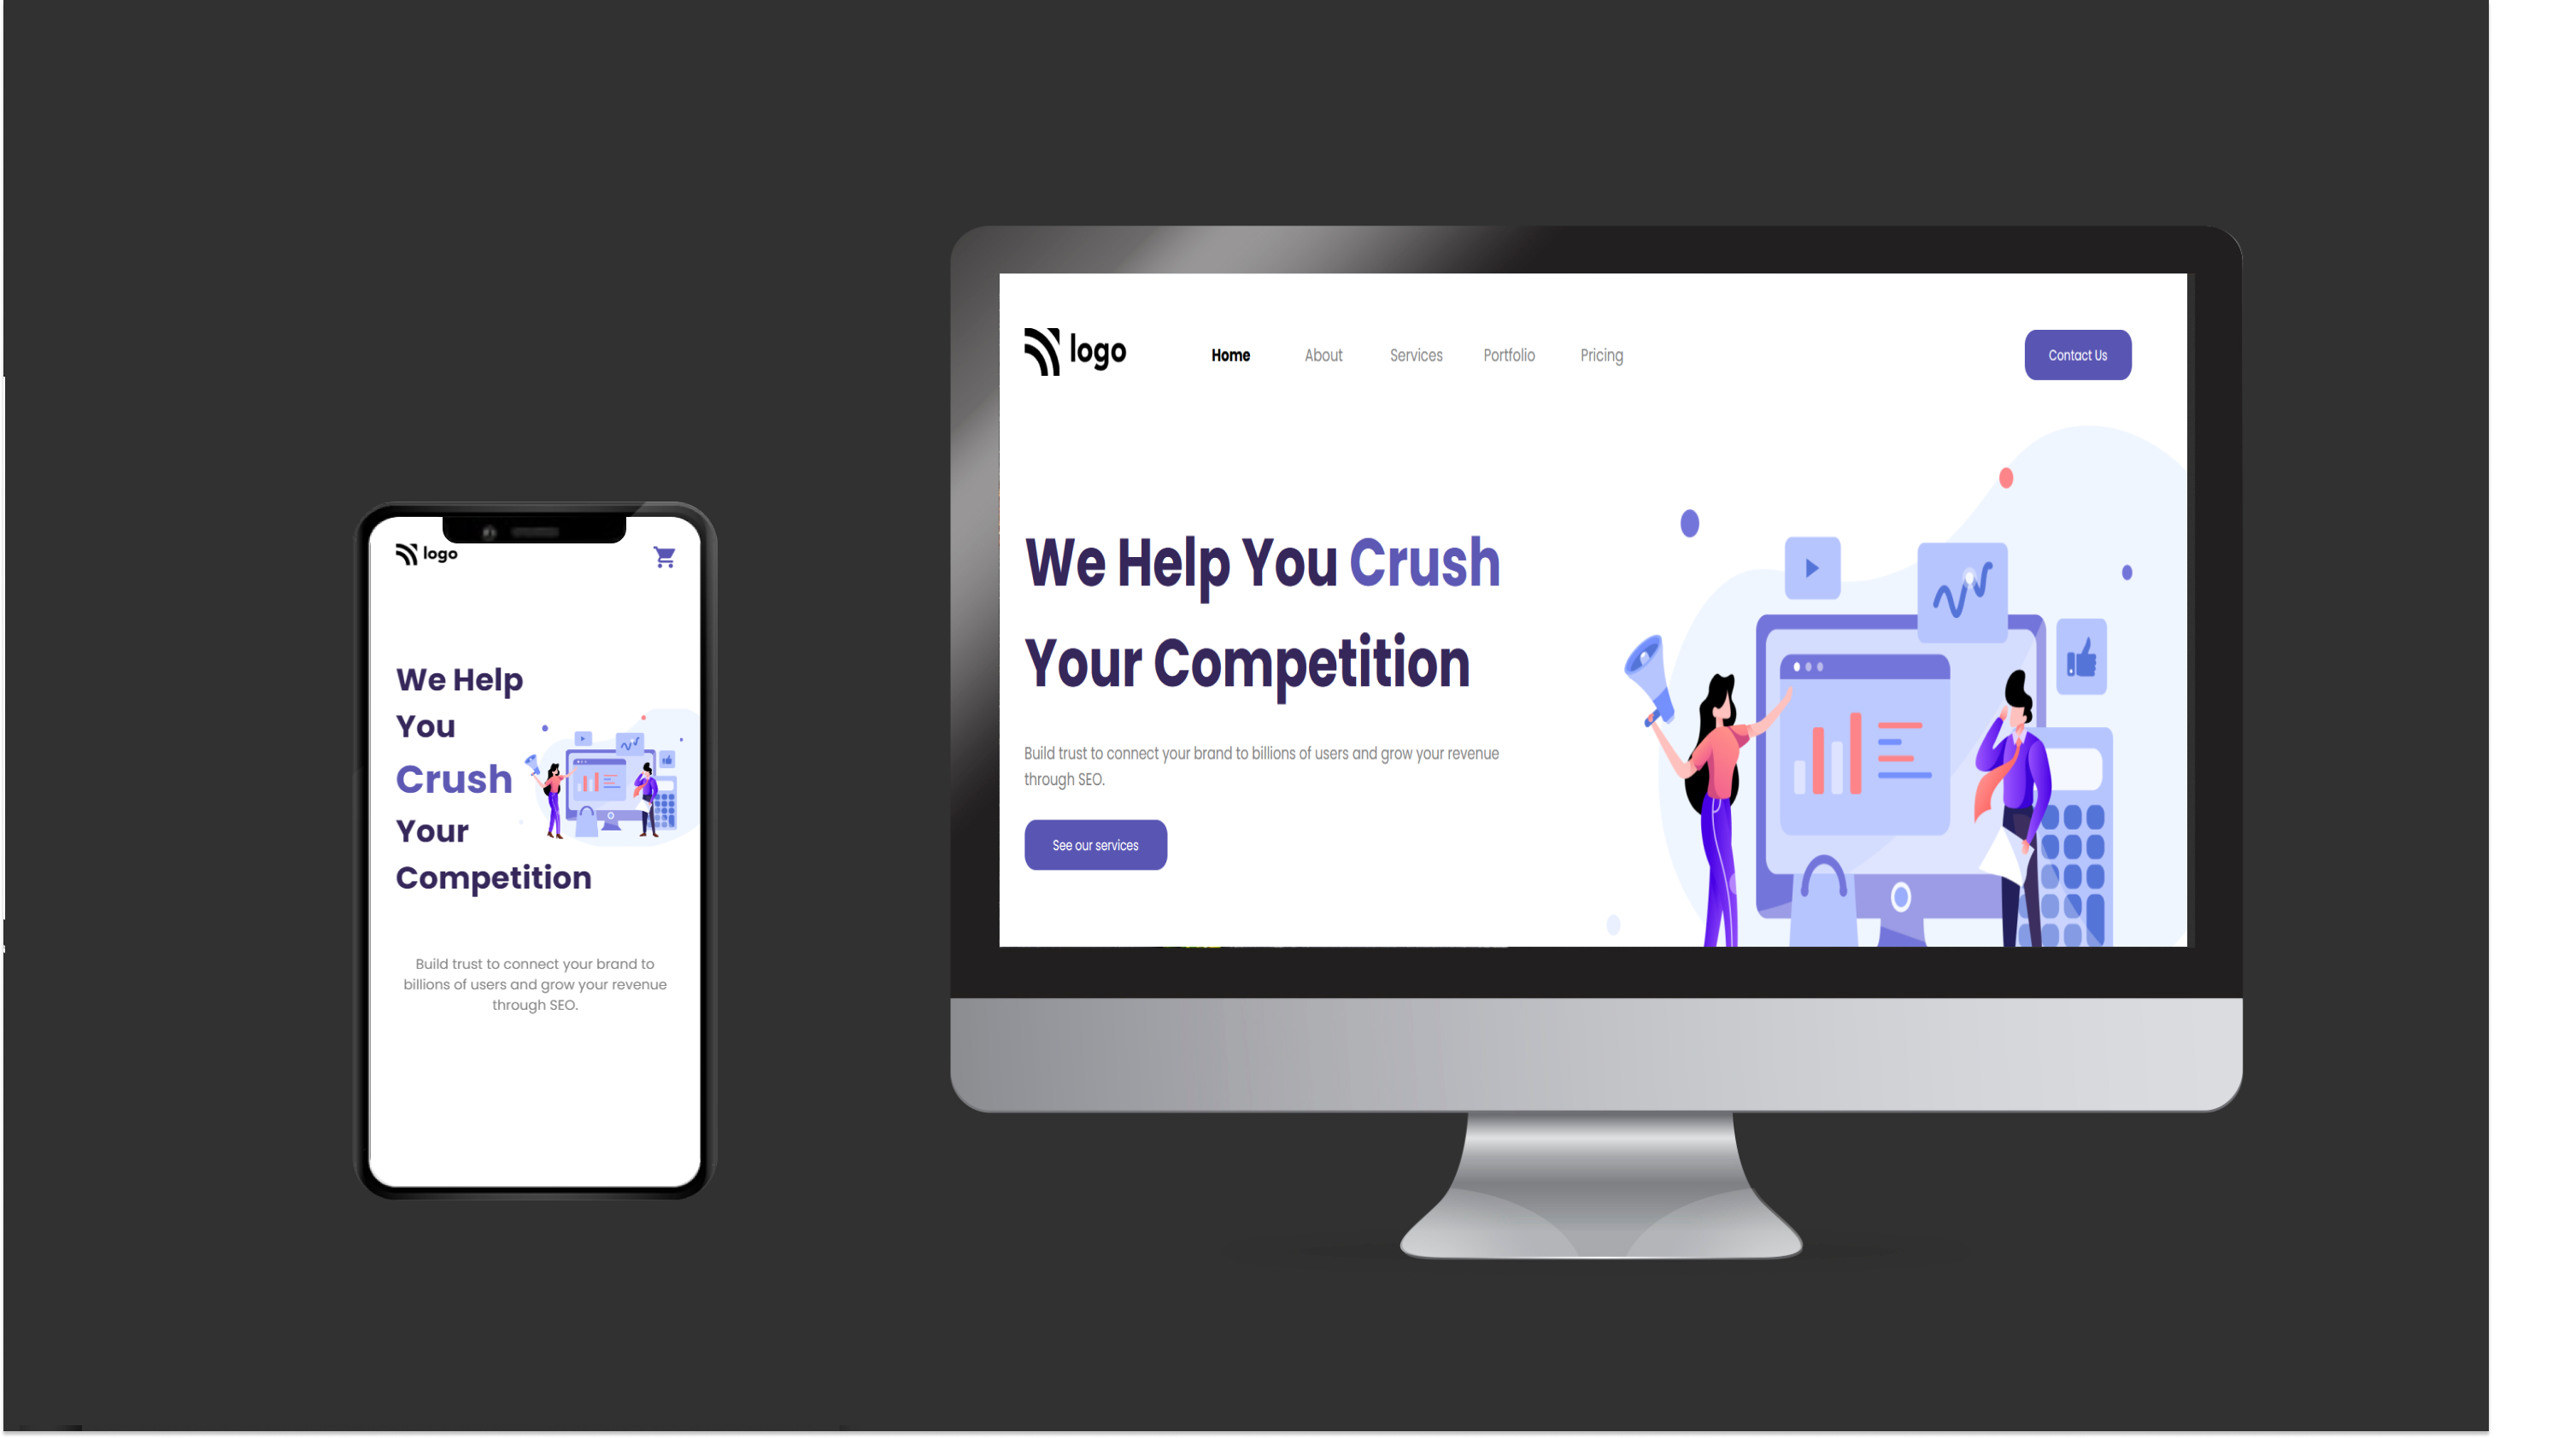 logo
We Help
You
Crush
Your
Competition
Build trust to connect your brand to
billions of users and grow your revenue
through SEO.
logo
Home About Services Portfolio Pricing Contact Us
We Help You Crush
Your Competition
Build trust to connect your brand to billions of users and grow your revenue
through SEO.
See our services